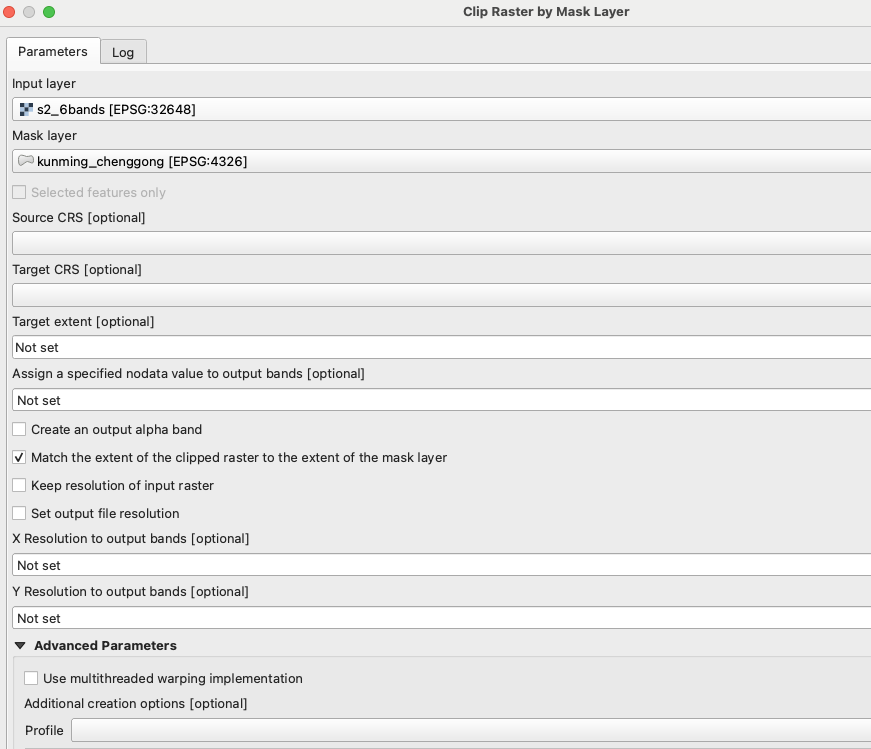 Clip Raster by Mask Layer
Parameters
Log
Input layer
s2_6bands [EPSG:32648]
Mask layer
kunming_chenggong [EPSG:4326]
Selected features only
Source CRS [optional]
Target CRS [optional]
Target extent [optional]
Not set
Assign a specified nodata value to output bands [optional]
Not set
Create an output alpha band
Match the extent of the clipped raster to the extent of the mask layer
Keep resolution of input raster
Set output file resolution
X Resolution to output bands [optional]
Not set
Y Resolution to output bands [optional]
Not set
Advanced Parameters
Use multithreaded warping implementation
Additional creation options [optional]
Profile